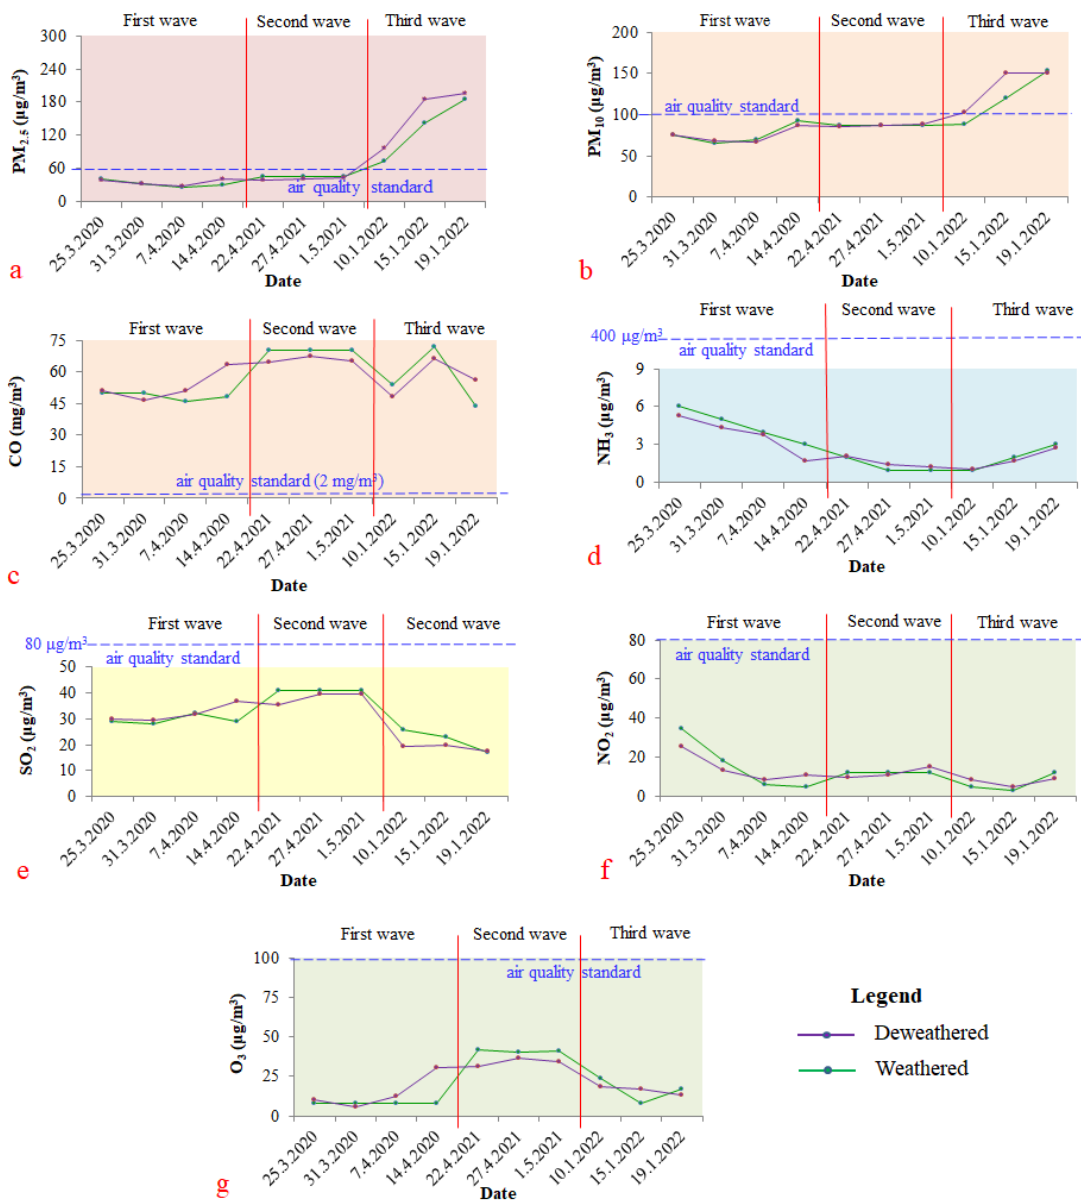 First wave Second wave Third wave
300
240
180
120
60
0
PM2.5 (µg/m³)
air quality standard
25.3.2020
31.3.2020
7.4.2020
14.4.2020
22.4.2021
27.4.2021
1.5.2021
10.1.2022
15.1.2022
19.1.2022
Date
a
First wave Second wave Third wave
200
150
100
50
0
PM10 (µg/m³)
air quality standard
25.3.2020
31.3.2020
7.4.2020
14.4.2020
22.4.2021
27.4.2021
1.5.2021
10.1.2022
15.1.2022
19.1.2022
Date
b
First wave Second wave Third wave
75
60
45
30
15
0
CO (mg/m³)
air quality standard (2 mg/m³)
25.3.2020
31.3.2020
7.4.2020
14.4.2020
22.4.2021
27.4.2021
1.5.2021
10.1.2022
15.1.2022
19.1.2022
Date
c
First wave Second wave Third wave
400 µg/m³
air quality standard
9
6
3
0
NH3 (µg/m³)
25.3.2020
31.3.2020
7.4.2020
14.4.2020
22.4.2021
27.4.2021
1.5.2021
10.1.2022
15.1.2022
19.1.2022
Date
d
First wave Second wave Second wave
80 µg/m³
air quality standard
50
40
30
20
10
0
SO2 (µg/m³)
25.3.2020
31.3.2020
7.4.2020
14.4.2020
22.4.2021
27.4.2021
1.5.2021
10.1.2022
15.1.2022
19.1.2022
Date
e
First wave Second wave Third wave
80
60
40
20
0
NO2 (µg/m³)
air quality standard
25.3.2020
31.3.2020
7.4.2020
14.4.2020
22.4.2021
27.4.2021
1.5.2021
10.1.2022
15.1.2022
19.1.2022
Date
f
First wave Second wave Third wave
100
75
50
25
0
O3 (µg/m³)
air quality standard
25.3.2020
31.3.2020
7.4.2020
14.4.2020
22.4.2021
27.4.2021
1.5.2021
10.1.2022
15.1.2022
19.1.2022
Date
g
Legend
Deweathered
Weathered